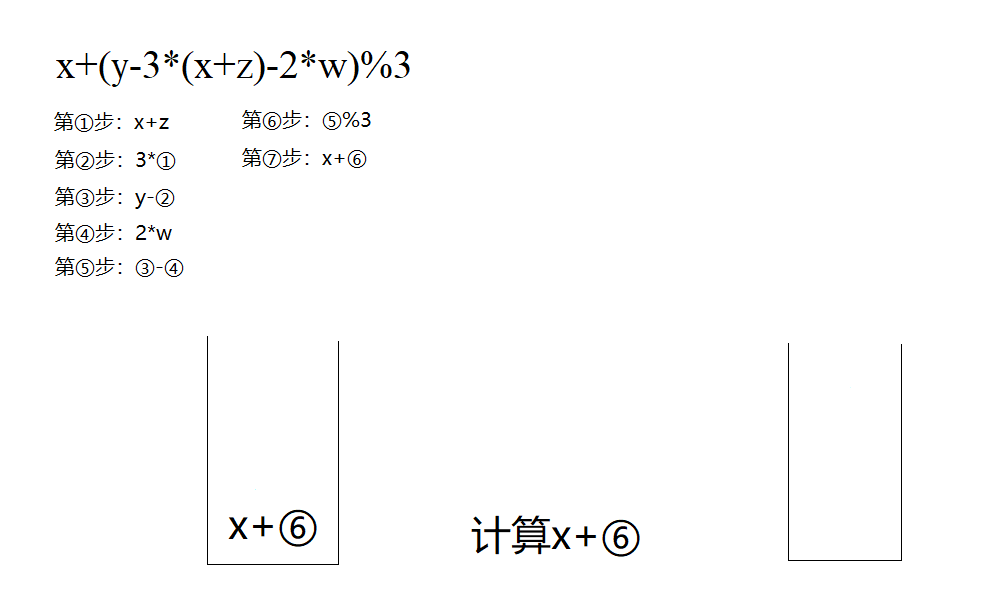 x+(y-3*(x+z)-2*w)%3
第①步：x+z
第②步：3*①
第③步：y-②
第④步：2*w
第⑤步：③-④
第⑥步：⑤%3
第⑦步：x+⑥
x+⑥
计算x+⑥